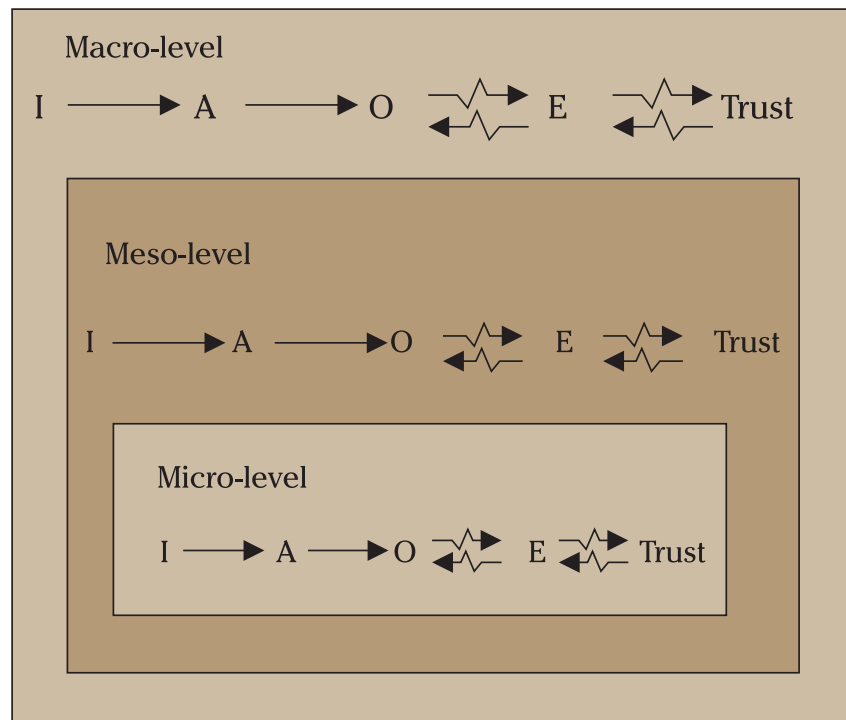 Macro-level
I A O E Trust
Meso-level
I A O E Trust
Micro-level
I A O E Trust